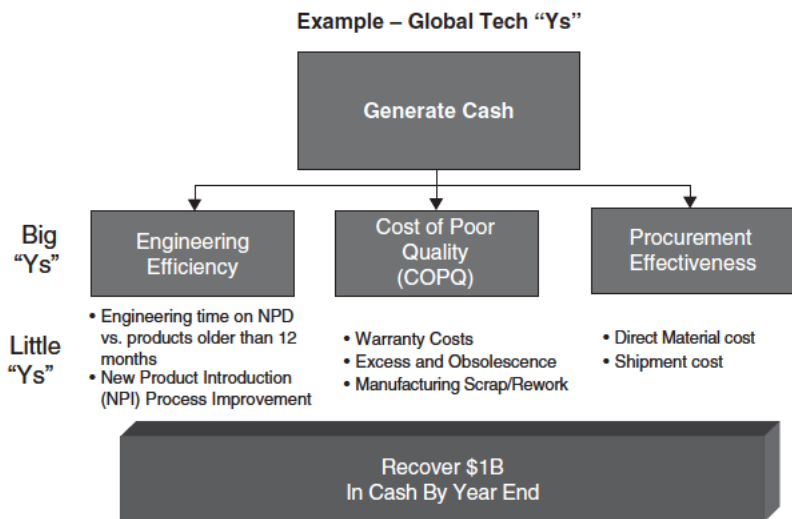 Example – Global Tech “Ys”
Generate Cash
Big
“Ys”
Engineering
Efficiency
Cost of Poor
Quality
(COPQ)
Procurement
Effectiveness
Little
“Ys”
• Engineering time on NPD
vs. products older than 12
months
• New Product Introduction
(NPI) Process Improvement
• Warranty Costs
• Excess and Obsolescence
• Manufacturing Scrap/Rework
• Direct Material cost
• Shipment cost
Recover $1B
In Cash By Year End